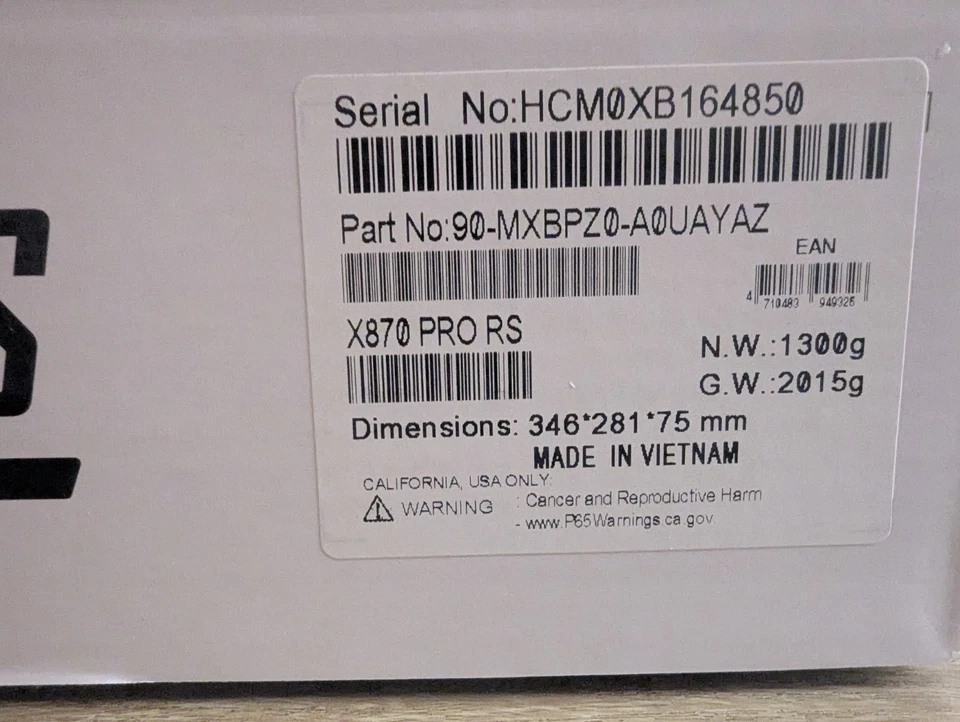 Serial No:HCM0XB164850
Part No:90-MXBPZ0-A0UAYAZ
EAN
4 710483 949326
X870 PRO RS
N.W.:1300g
G.W.:2015g
Dimensions: 346*281*75 mm
MADE IN VIETNAM
CALIFORNIA, USA ONLY:
WARNING : Cancer and Reproductive Harm
- www.P65Warnings.ca.gov